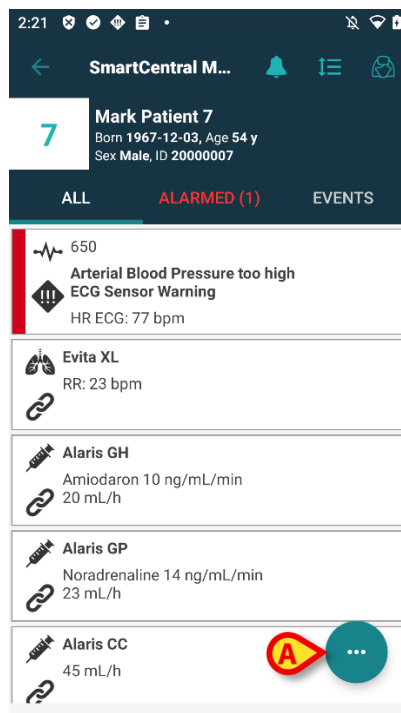 2:21
SmartCentral M...
7
Mark Patient 7
Born 1967-12-03, Age 54 y
Sex Male, ID 20000007
ALL ALARMED (1) EVENTS
650
Arterial Blood Pressure too high
!!! ECG Sensor Warning
HR ECG: 77 bpm
Evita XL
RR: 23 bpm
Alaris GH
Amiodaron 10 ng/mL/min
20 mL/h
Alaris GP
Noradrenaline 14 ng/mL/min
23 mL/h
Alaris CC
A ...
45 mL/h